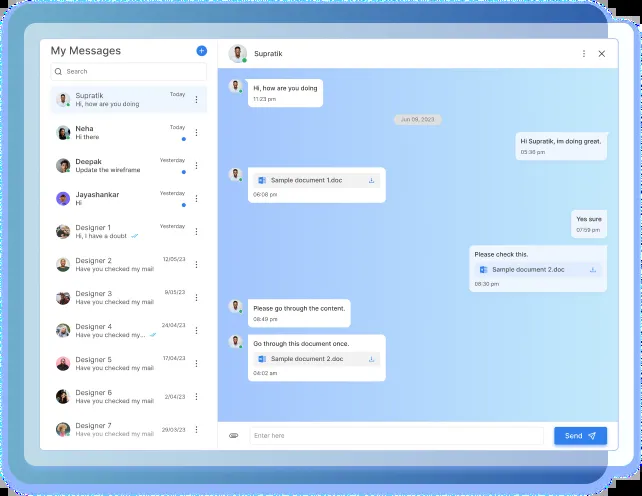 My Messages
Search
Supratik
Today
Hi, how are you doing
Neha
Today
Hi there
Deepak
Yesterday
Update the wireframe
Jayashankar
Yesterday
Hi
Designer 1
Yesterday
Hi, I have a doubt
Designer 2
12/05/23
Have you checked my mail
Designer 3
9/05/23
Have you checked my mail
Designer 4
24/04/23
Have you checked my...
Designer 5
17/04/23
Have you checked my mail
Designer 6
2/04/23
Have you checked my mail
Designer 7
29/03/23
Have you checked my mail
Supratik
Hi, how are you doing
11:23 pm
Jun 09, 2023
Hi Supratik, im doing great.
05:36 pm
Sample document 1.doc
06:08 pm
Yes sure
07:59 pm
Please check this.
Sample document 2.doc
08:30 pm
Please go through the content.
08:49 pm
Go through this document once.
Sample document 2.doc
04:02 am
Enter here
Send